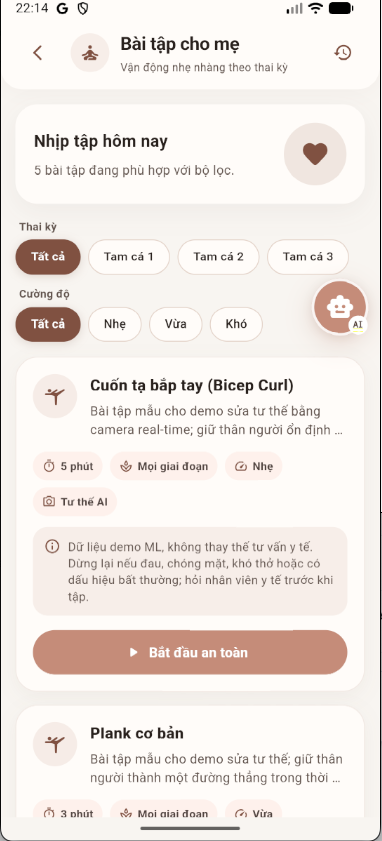 22:14 G
Bài tập cho mẹ
Vận động nhẹ nhàng theo thai kỳ
Nhịp tập hôm nay
5 bài tập đang phù hợp với bộ lọc.
Thai kỳ
Tất cả
Tam cá 1
Tam cá 2
Tam cá 3
Cường độ
Tất cả
Nhẹ
Vừa
Khó
AI
Cuốn tạ bắp tay (Bicep Curl)
Bài tập mẫu cho demo sửa tư thế bằng
camera real-time; giữ thân người ổn định ...
5 phút
Mọi giai đoạn
Nhẹ
Tư thế AI
Dữ liệu demo ML, không thay thế tư vấn y tế.
Dừng lại nếu đau, chóng mặt, khó thở hoặc có
dấu hiệu bất thường; hỏi nhân viên y tế trước khi
tập.
Bắt đầu an toàn
Plank cơ bản
Bài tập mẫu cho demo sửa tư thế; giữ thân
người thành một đường thẳng trong thời ...
3 phút
Mọi giai đoạn
Vừa